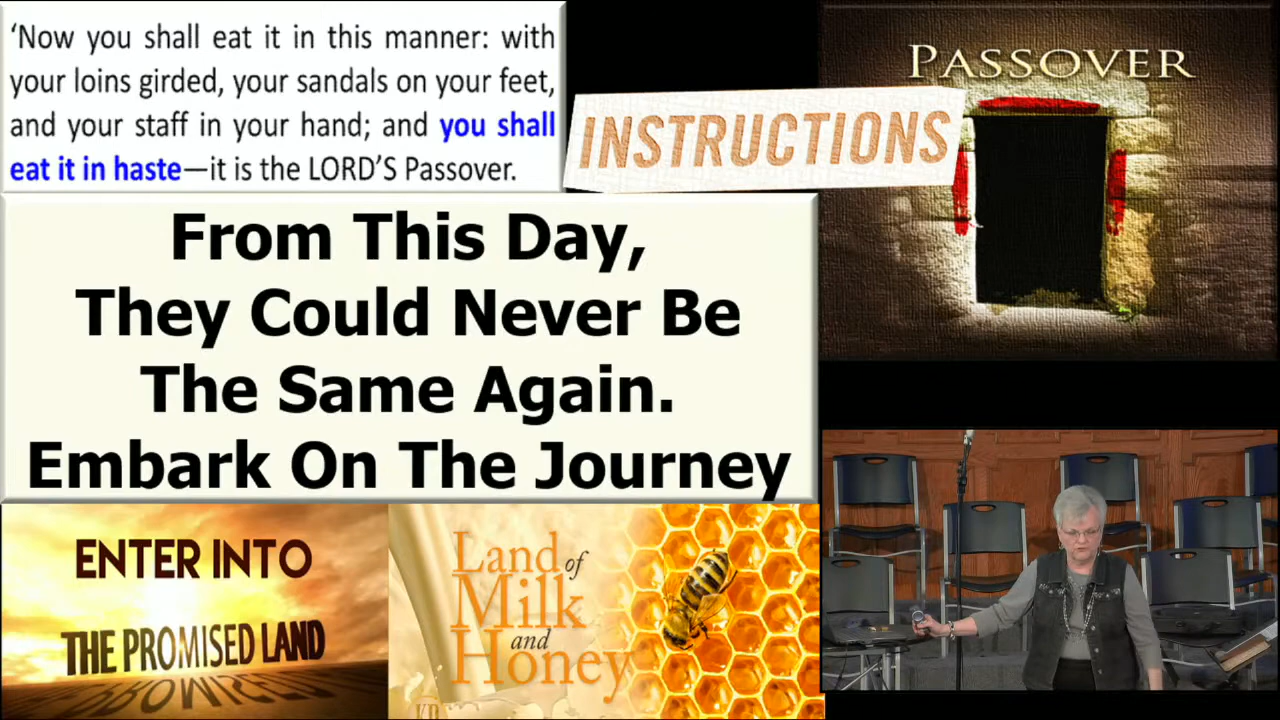 ‘Now you shall eat it in this manner: with
your loins girded, your sandals on your feet,
and your staff in your hand; and you shall
eat it in haste—it is the LORD’S Passover.
PASSOVER
INSTRUCTIONS
From This Day,
They Could Never Be
The Same Again.
Embark On The Journey
ENTER INTO
THE PROMISED LAND
Land of
Milk
and
Honey